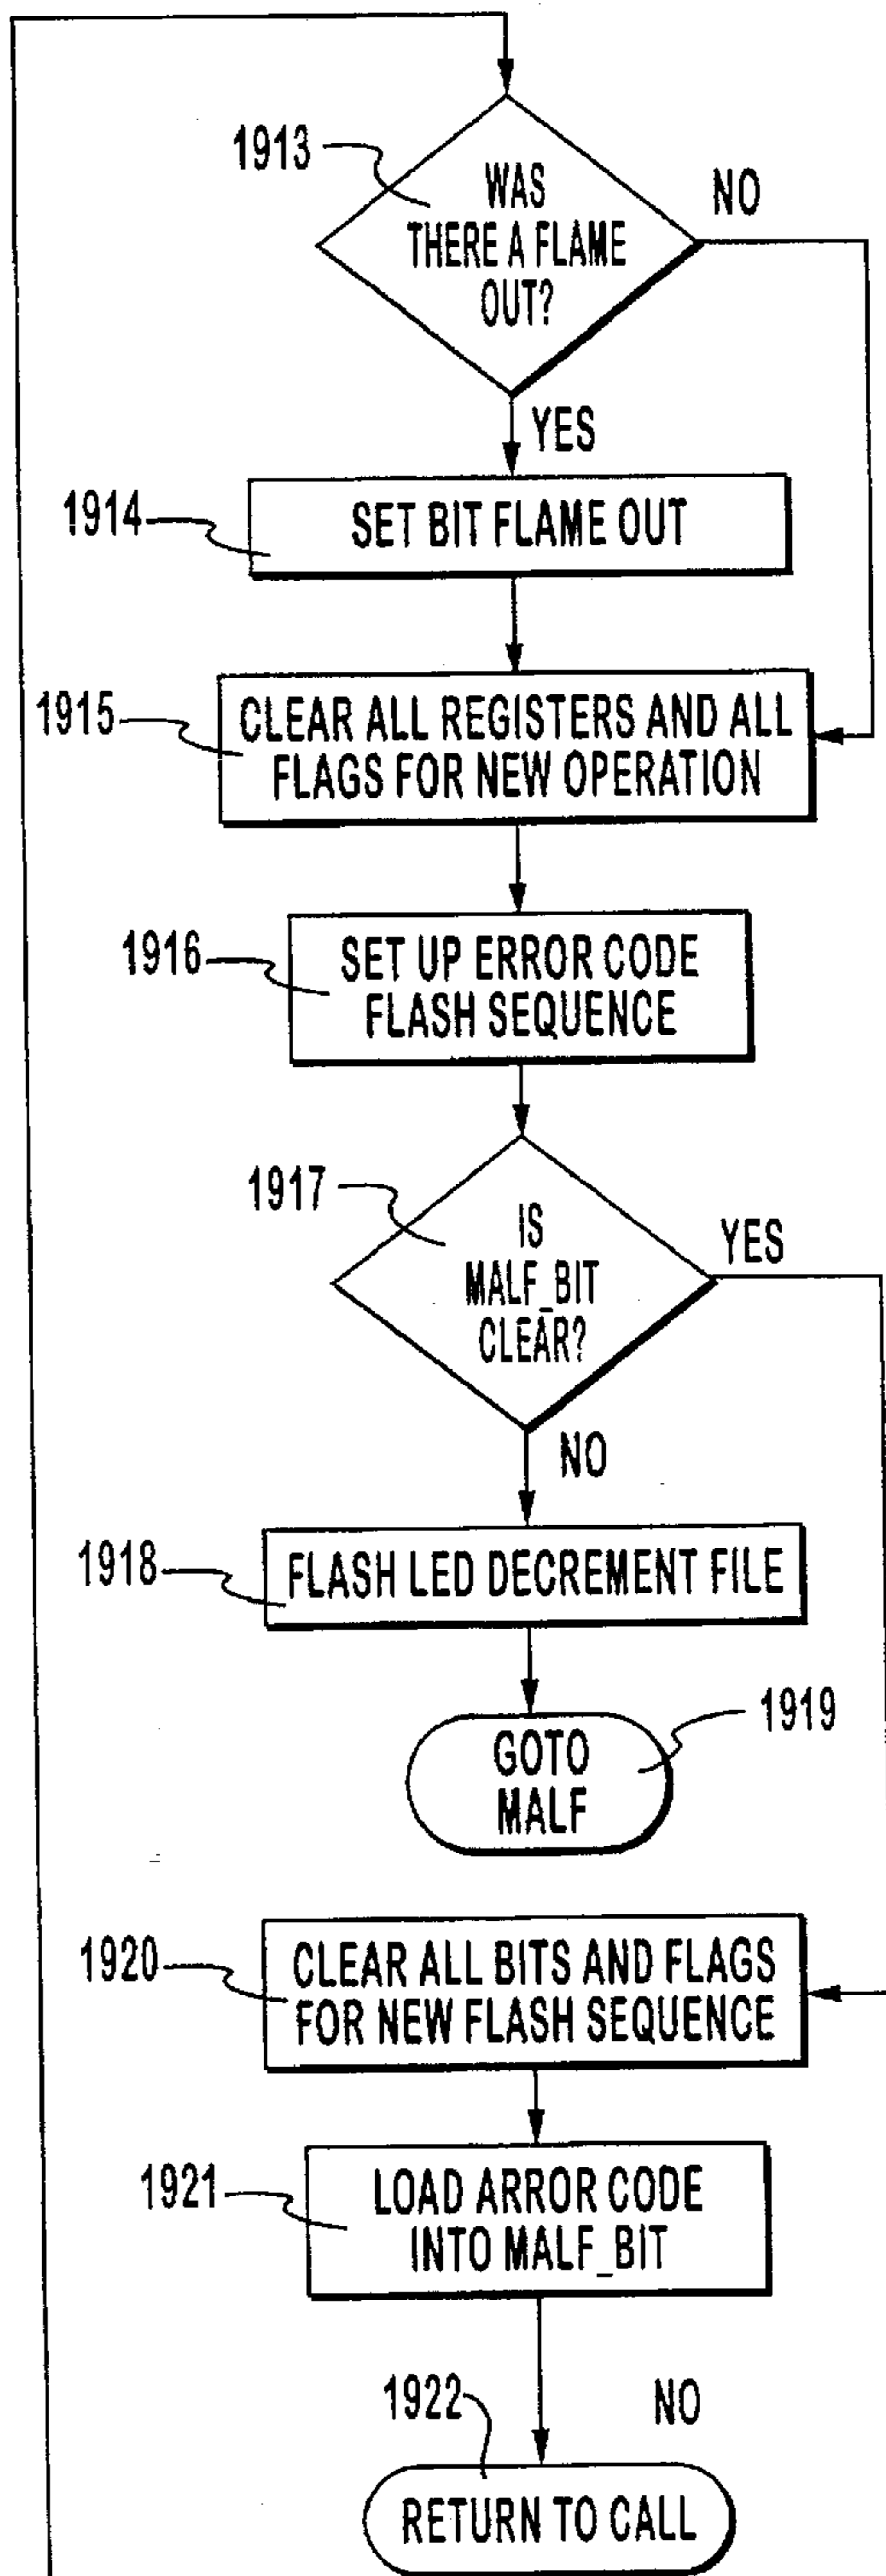 1913
WAS
THERE A FLAME
OUT?
NO
YES
1914
SET BIT FLAME OUT
1915
CLEAR ALL REGISTERS AND ALL
FLAGS FOR NEW OPERATION
1916
SET UP ERROR CODE
FLASH SEQUENCE
1917
IS
MALF_BIT
CLEAR?
YES
NO
1918
FLASH LED DECREMENT FILE
1919
GOTO
MALF
1920
CLEAR ALL BITS AND FLAGS
FOR NEW FLASH SEQUENCE
1921
LOAD ARROR CODE
INTO MALF_BIT
1922
NO
RETURN TO CALL